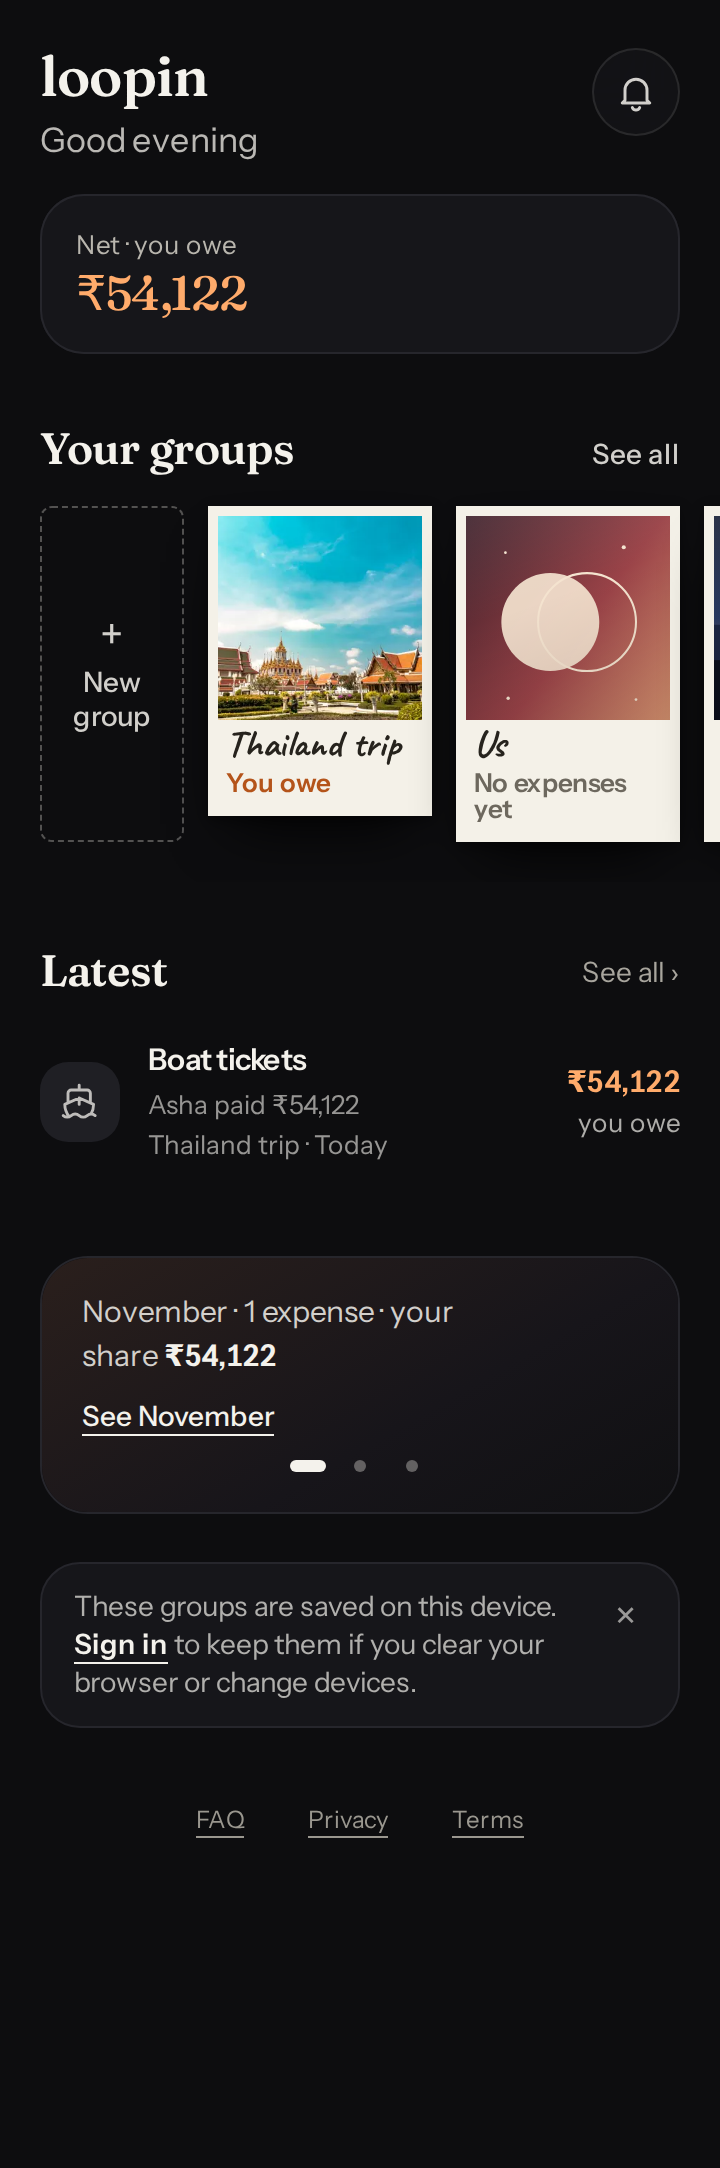 loopin
Good evening
Net · you owe
₹54,122
Your groups
See all
+
New
group
Thailand trip
You owe
Us
No expenses
yet
Latest
See all ›
Boat tickets
Asha paid ₹54,122
Thailand trip · Today
₹54,122
you owe
November · 1 expense · your
share ₹54,122
See November
These groups are saved on this device.
Sign in to keep them if you clear your
browser or change devices.
×
FAQ
Privacy
Terms